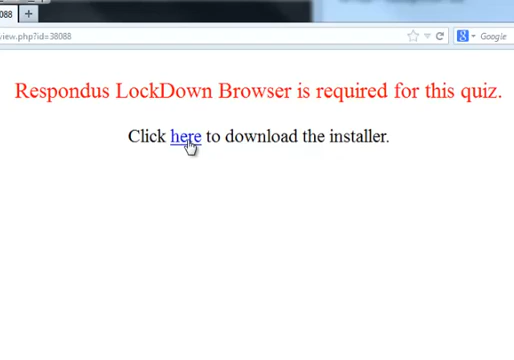 088
view.php?id=38088
Google
Respondus LockDown Browser is required for this quiz.
Click here to download the installer.